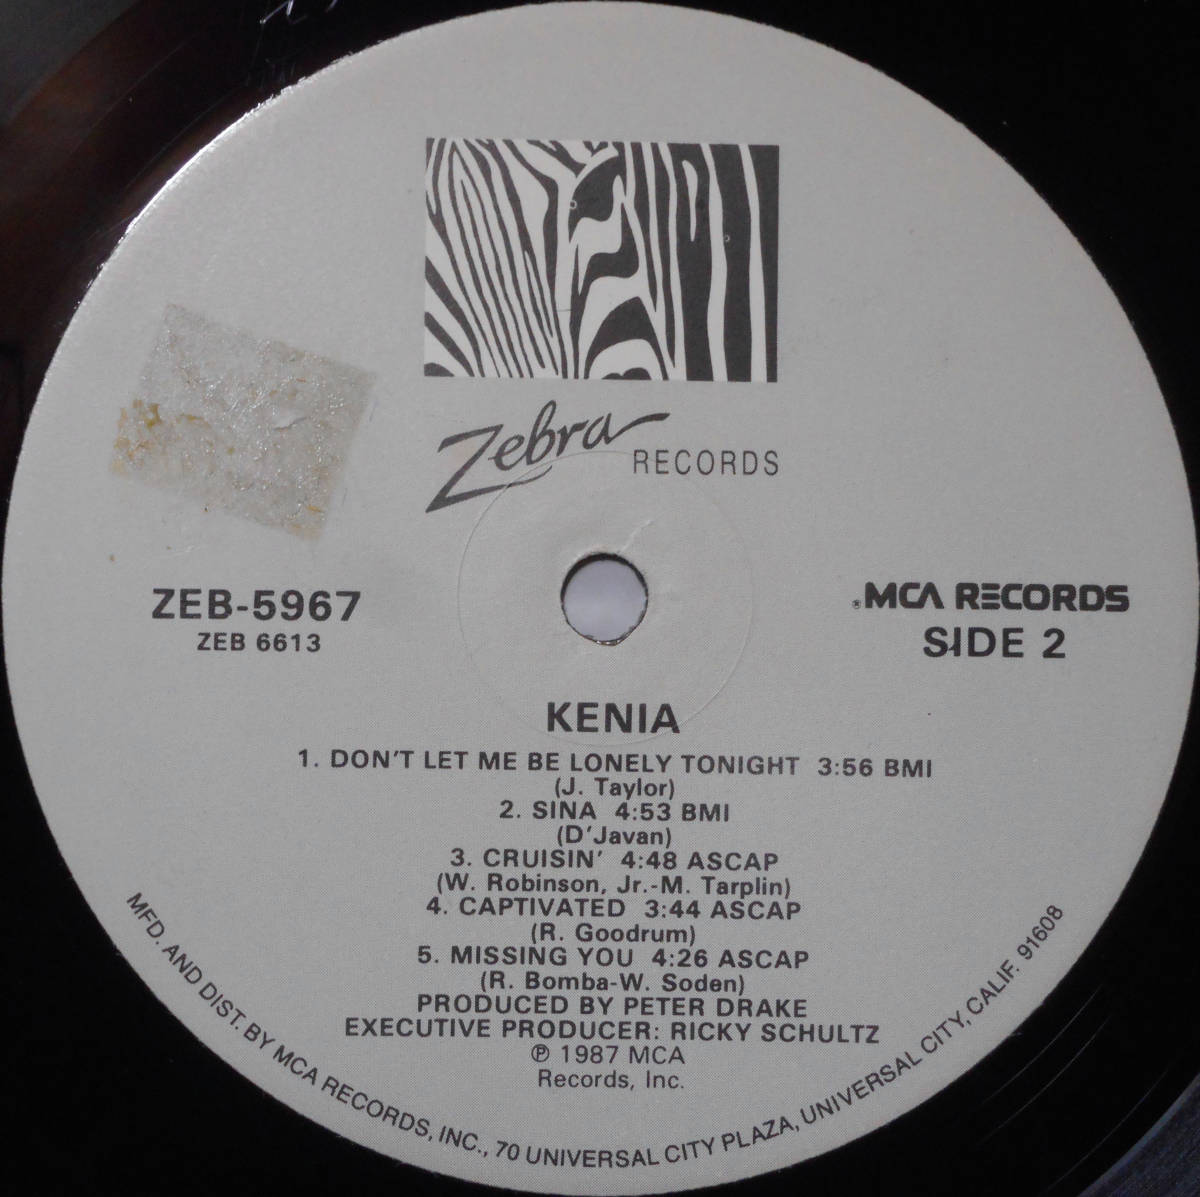 Zebra RECORDS
ZEB-5967
ZEB 6613
®MCA RECORDS
SIDE 2
KENIA
1. DON'T LET ME BE LONELY TONIGHT 3:56 BMI
(J. Taylor)
2. SINA 4:53 BMI
(D'Javan)
3. CRUISIN' 4:48 ASCAP
(W. Robinson, Jr.-M. Tarplin)
4. CAPTIVATED 3:44 ASCAP
(R. Goodrum)
5. MISSING YOU 4:26 ASCAP
(R. Bomba-W. Soden)
PRODUCED BY PETER DRAKE
EXECUTIVE PRODUCER: RICKY SCHULTZ
℗ 1987 MCA
Records, Inc.
MFD. AND DIST. BY MCA RECORDS, INC., 70 UNIVERSAL CITY PLAZA, UNIVERSAL CITY, CALIF. 91608